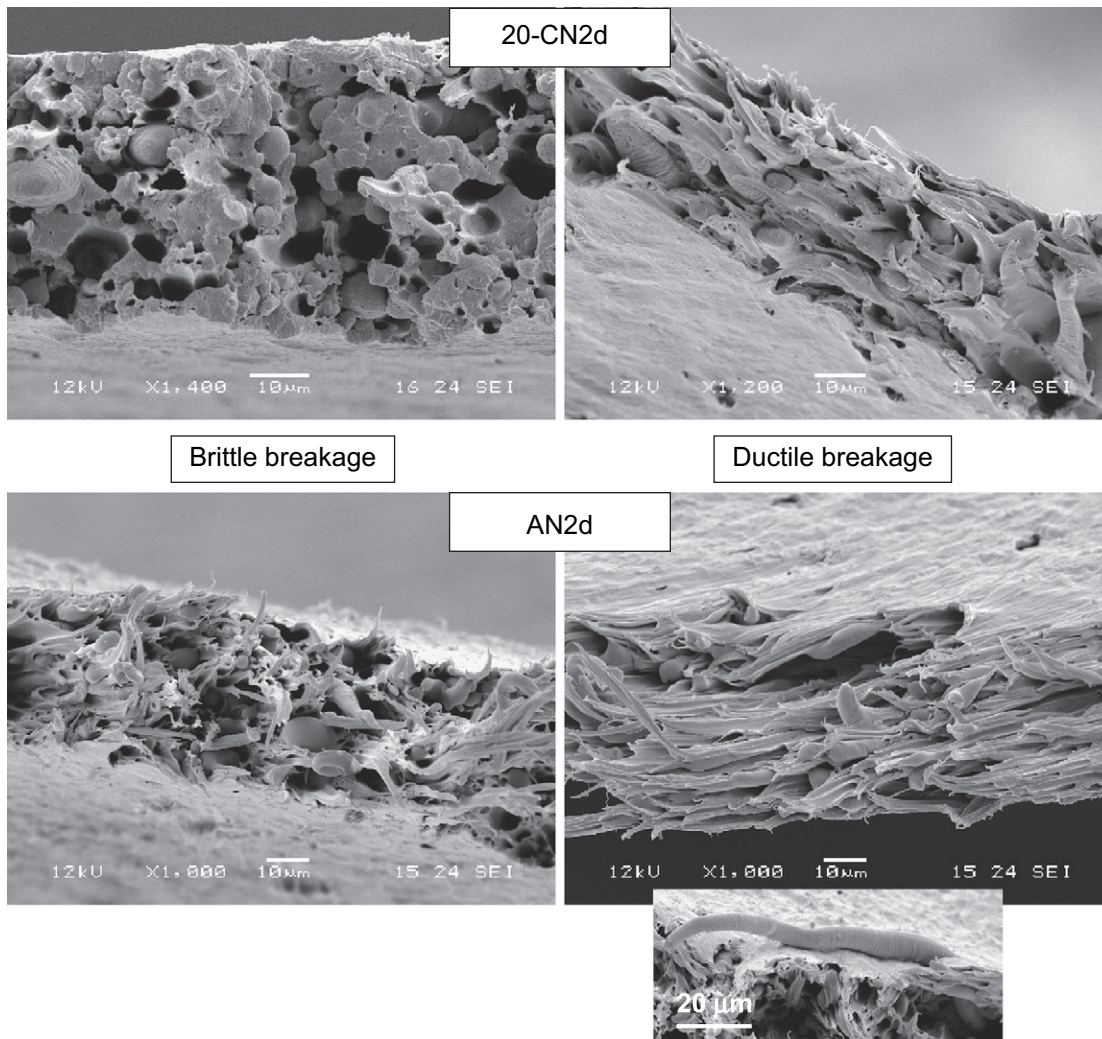 20-CN2d
12kU X1,400 10µm 16 24 SEI
12kU X1,200 10µm 15 24 SEI
Brittle breakage
Ductile breakage
AN2d
12kU X1,000 10µm 15 24 SEI
12kU X1,000 10µm 15 24 SEI
20 µm